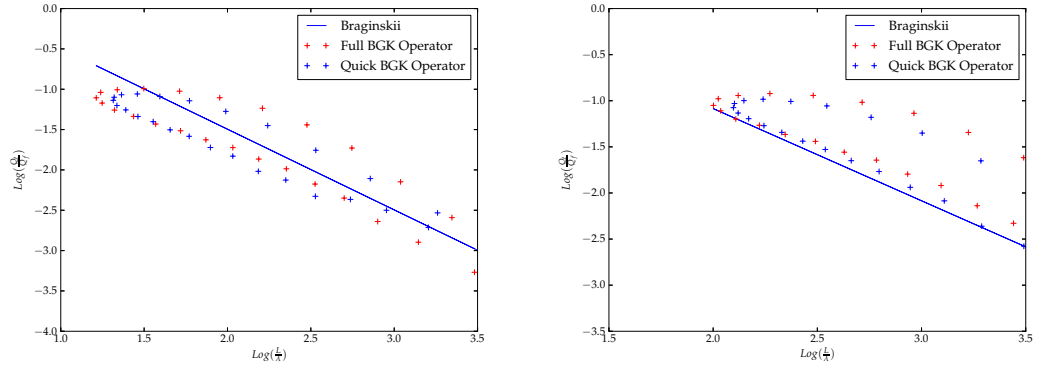 0.0
−0.5
−1.0
−1.5
−2.0
−2.5
−3.0
−3.5
−4.0
Log(Q/Q_f)
1.0 1.5 2.0 2.5 3.0 3.5
Log(L/λ)
Braginskii
Full BGK Operator
Quick BGK Operator
0.0
−0.5
−1.0
−1.5
−2.0
−2.5
−3.0
−3.5
Log(Q/Q_f)
1.5 2.0 2.5 3.0 3.5
Log(L/λ)
Braginskii
Full BGK Operator
Quick BGK Operator